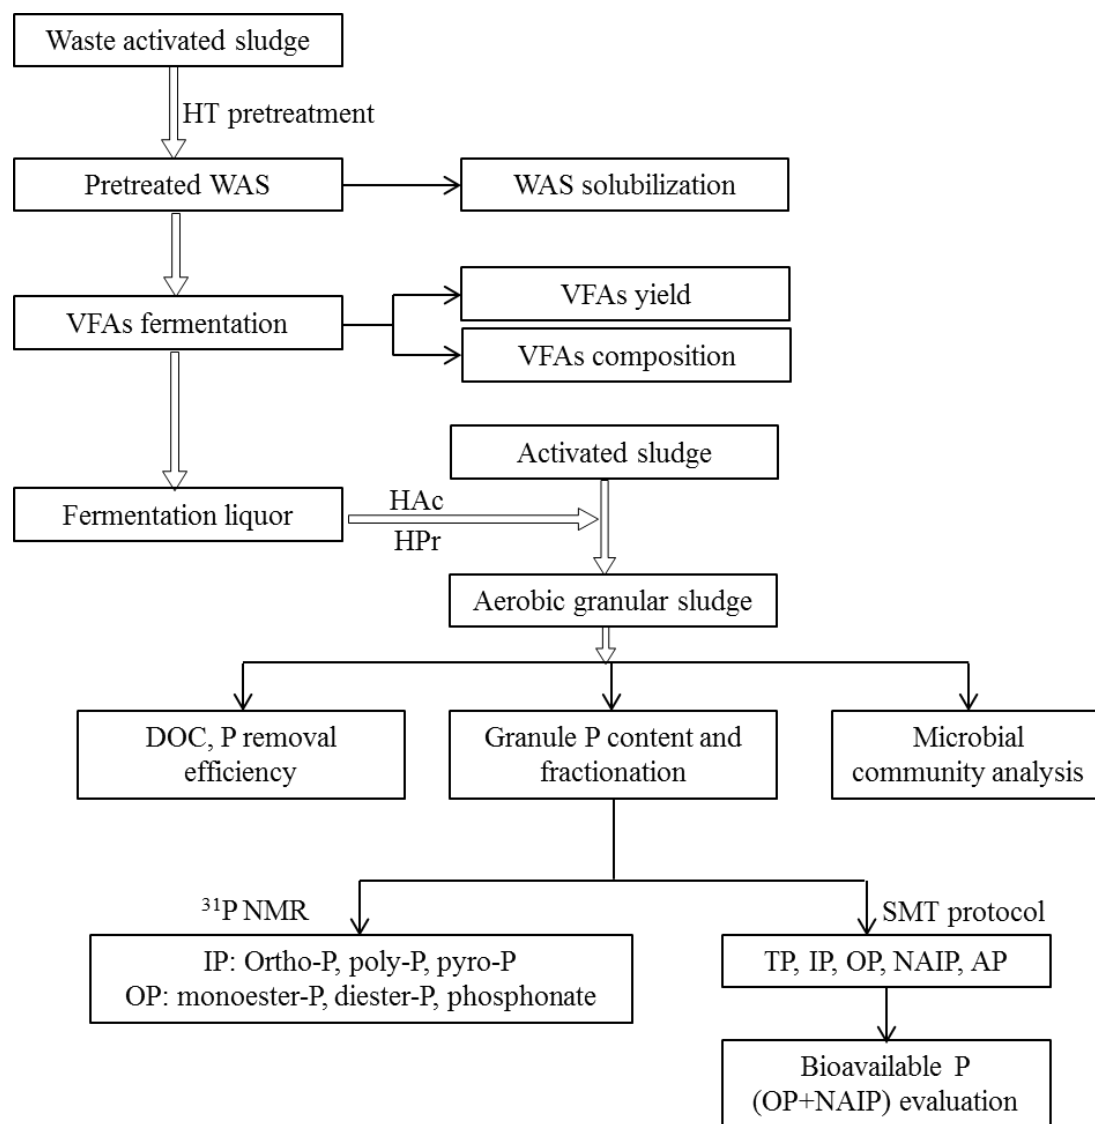 Waste activated sludge
HT pretreatment
Pretreated WAS
WAS solubilization
VFAs yield
VFAs fermentation
VFAs composition
Activated sludge
HAc
Fermentation liquor
HPr
Aerobic granular sludge
DOC, P removal
efficiency
Granule P content and
fractionation
Microbial
community analysis
³¹P NMR
SMT protocol
IP: Ortho-P, poly-P, pyro-P
OP: monoester-P, diester-P, phosphonate
TP, IP, OP, NAIP, AP
Bioavailable P
(OP+NAIP) evaluation